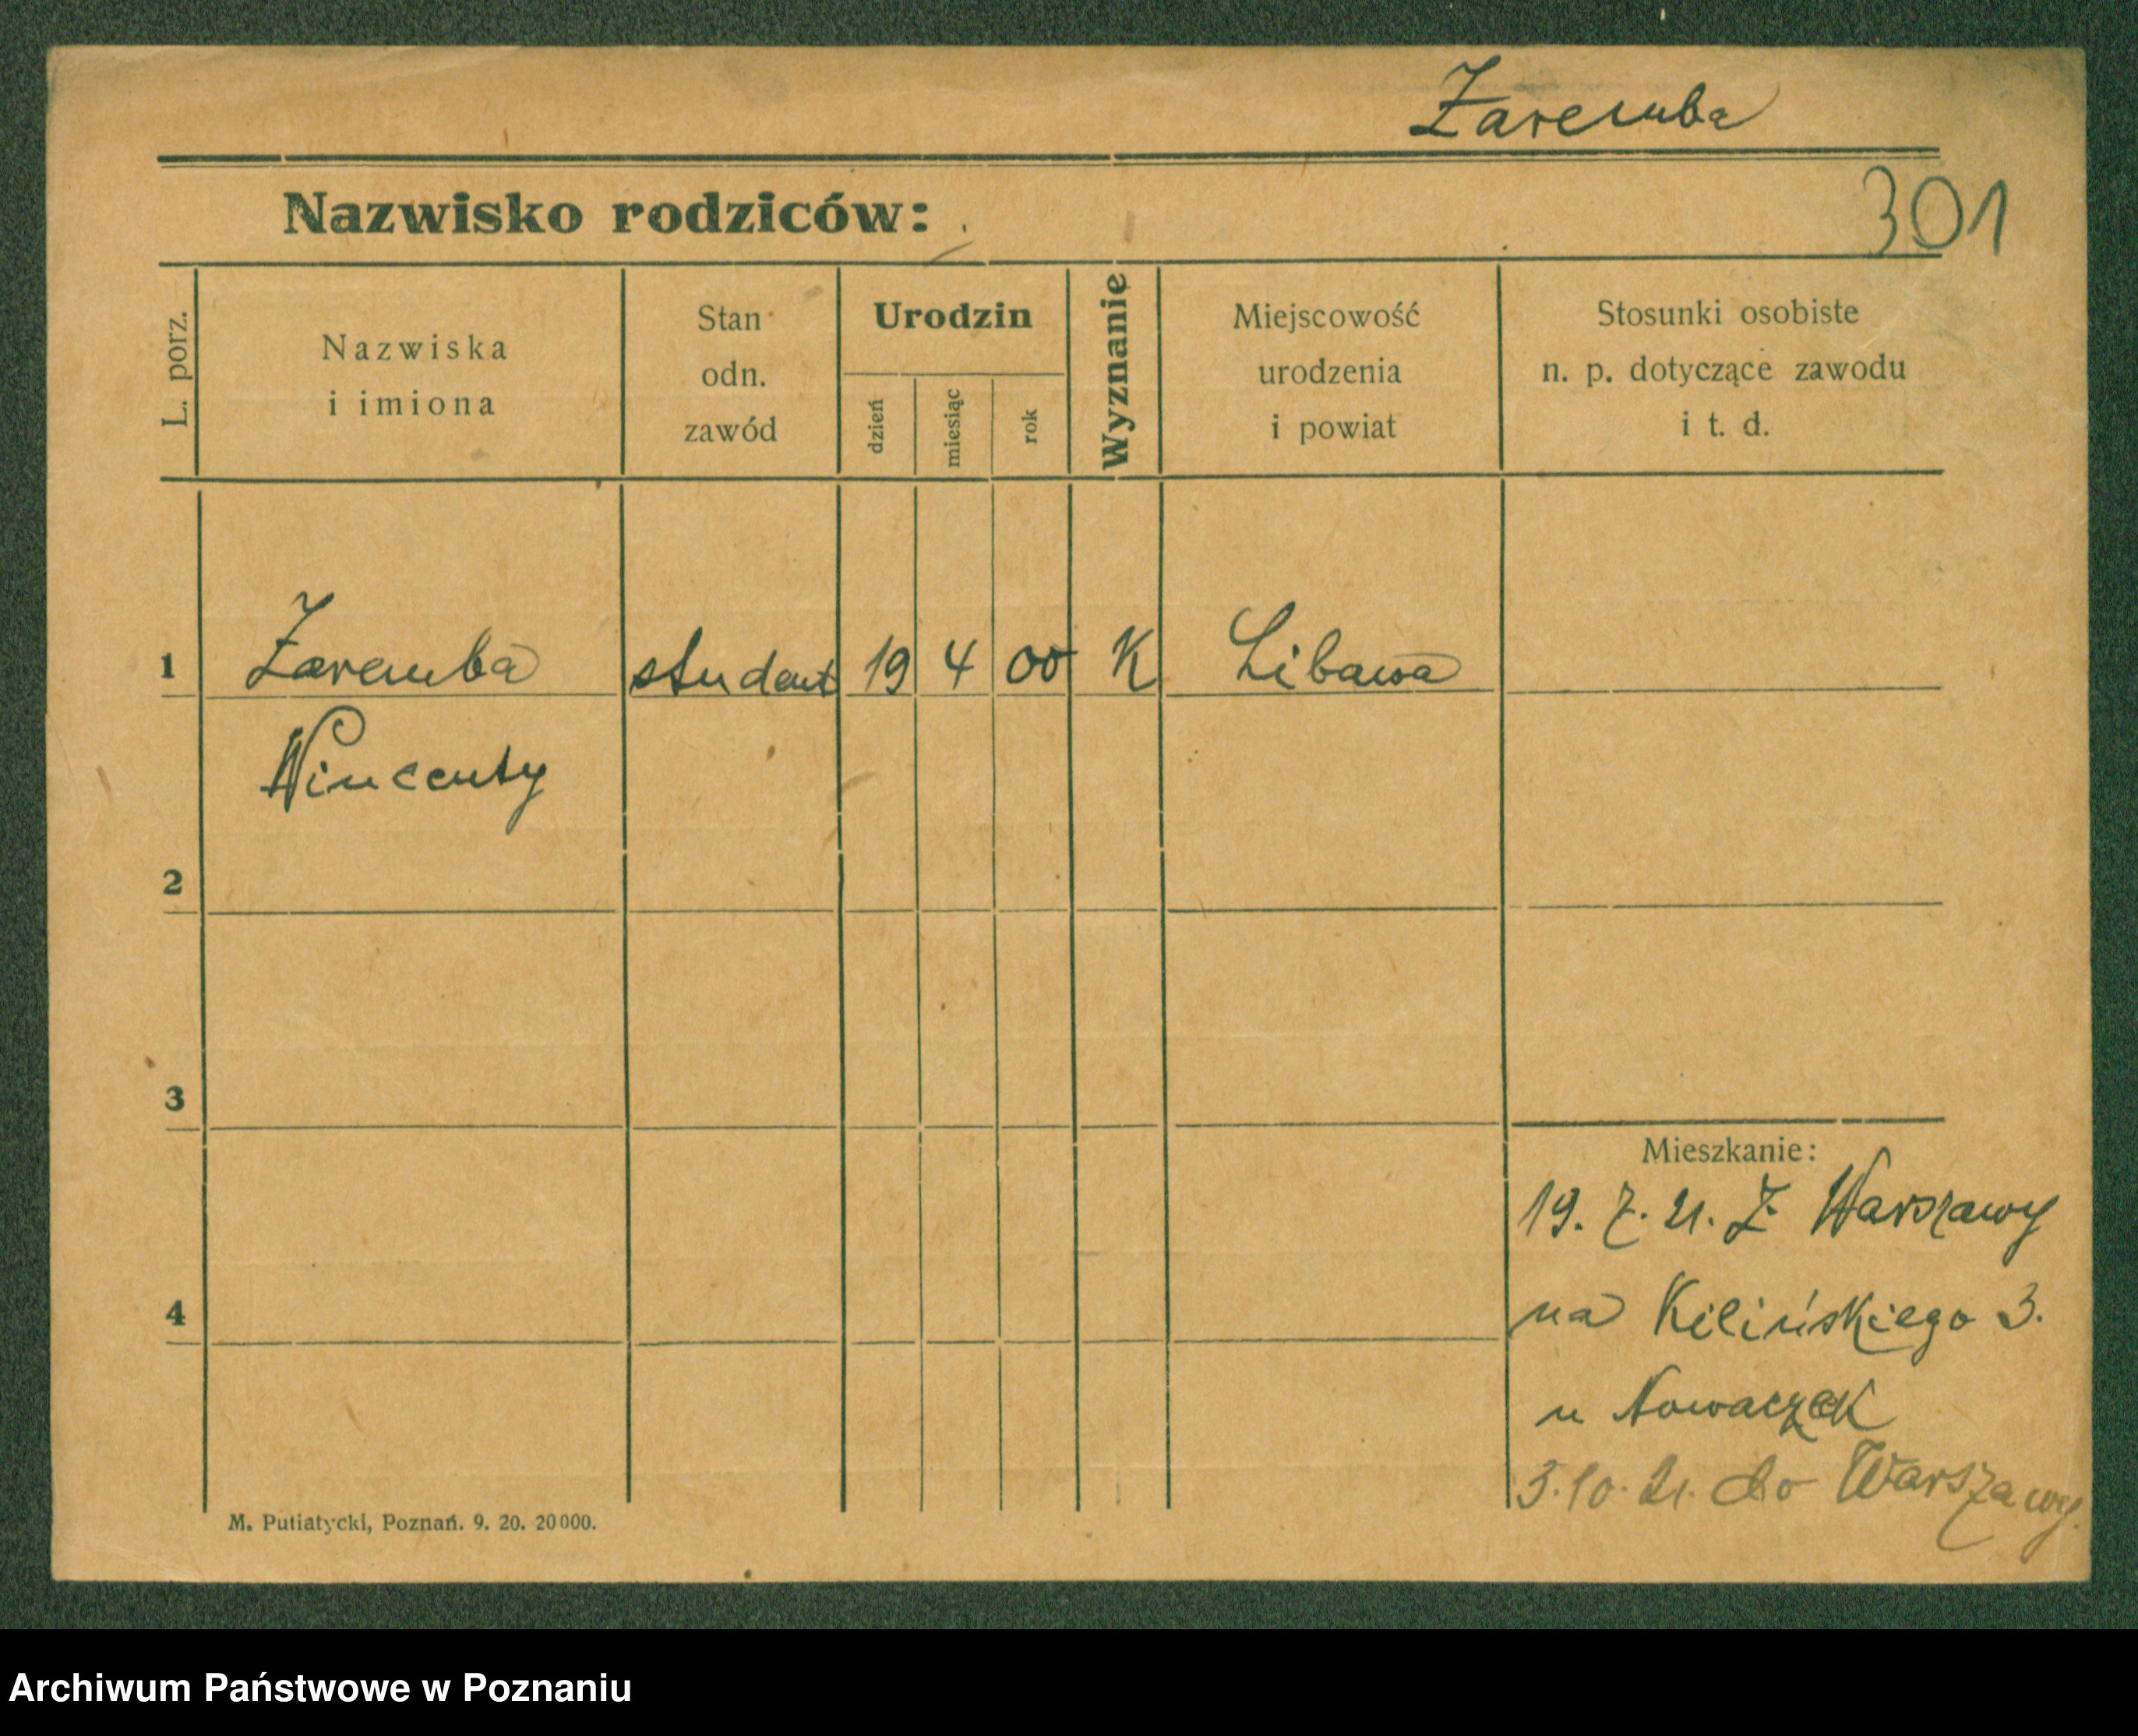 Zaremba
Nazwisko rodziców:
301
L. porz.
Nazwiska
i imiona
Stan
odn.
zawód
Urodzin
dzień
miesiąc
rok
Wyznanie
Miejscowość
urodzenia
i powiat
Stosunki osobiste
n. p. dotyczące zawodu
i t. d.
1 Zaremba student 19 4 00 K Libawa
Wincenty
2
3
4
Mieszkanie:
19. 7. 21. Z Warszawy
na Kilińskiego 3.
u Nowaczek
3. 10. 21. do Warszawy.
M. Putiatycki, Poznań. 9. 20. 20000.
Archiwum Państwowe w Poznaniu